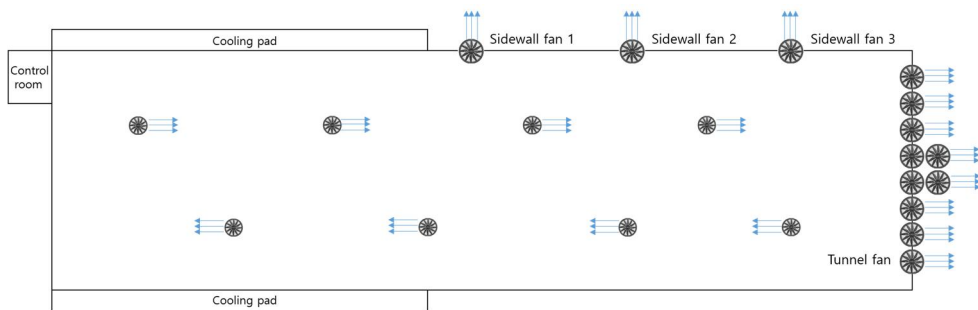 Cooling pad
Sidewall fan 1
Sidewall fan 2
Sidewall fan 3
Control
room
Tunnel fan
Cooling pad